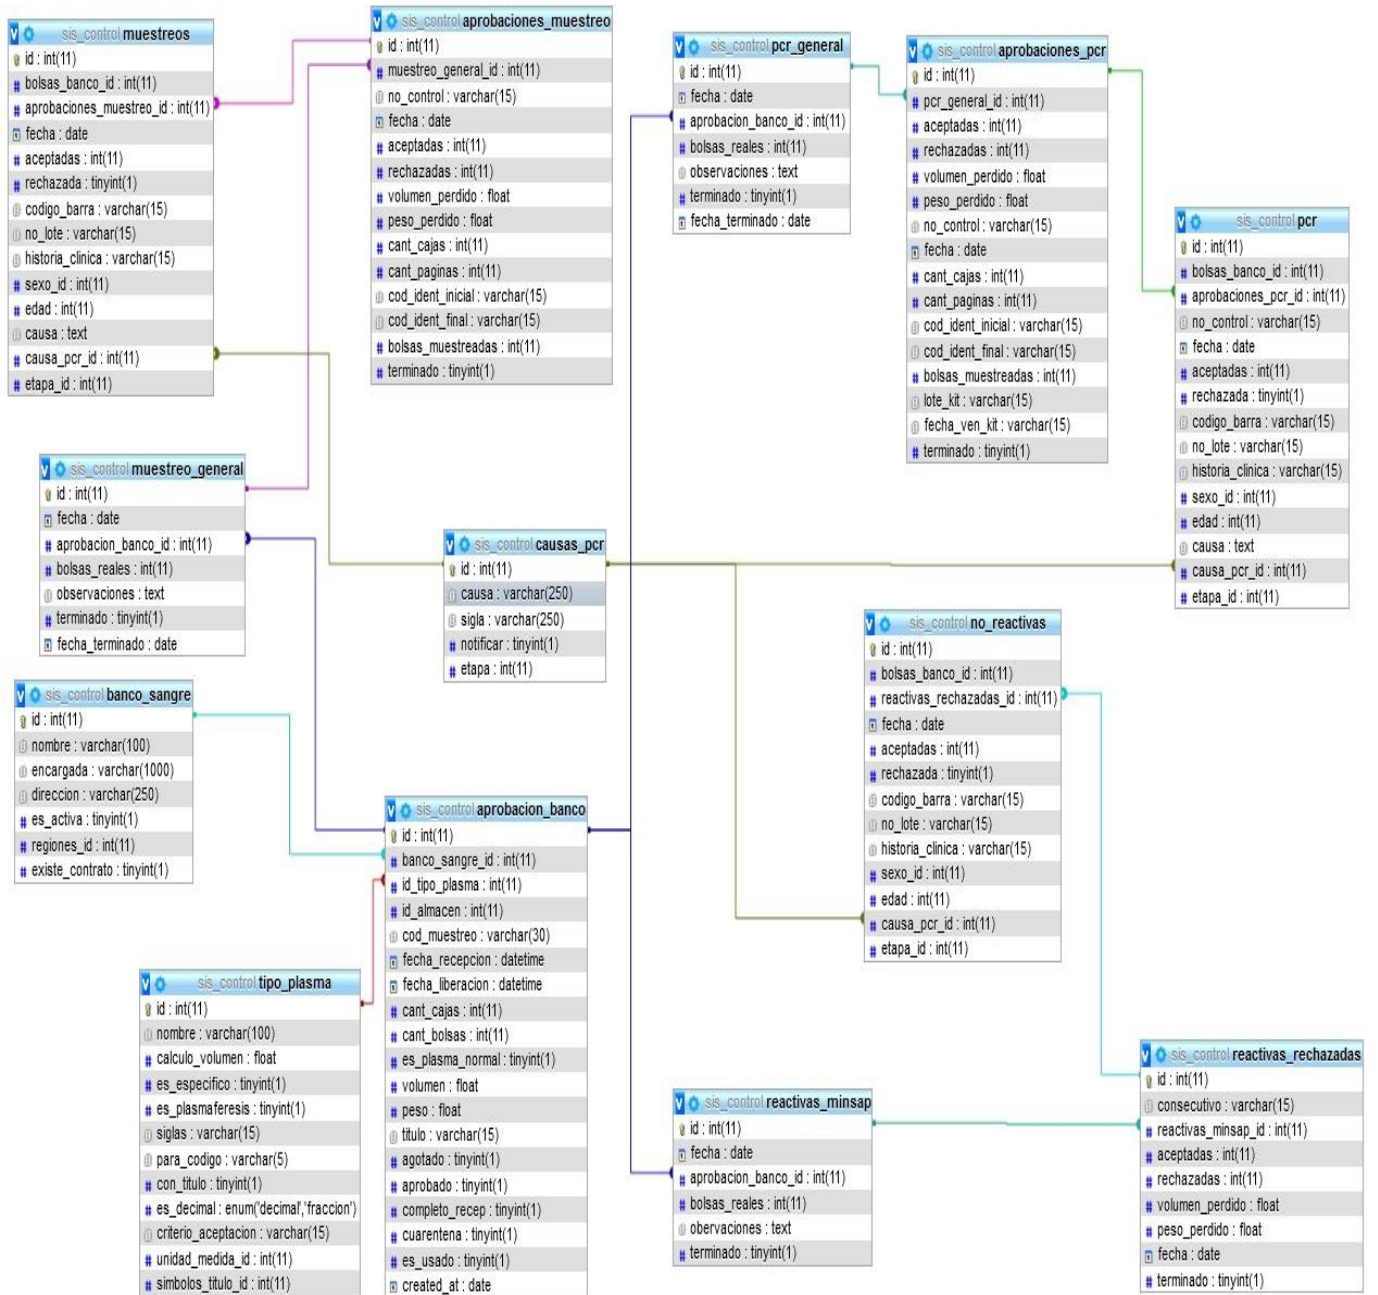 sis_control muestreos
id : int(11)
bolsas_banco_id : int(11)
aprobaciones_muestreo_id : int(11)
fecha : date
aceptadas : int(11)
rechazada : tinyint(1)
codigo_barra : varchar(15)
no_lote : varchar(15)
historia_clinica : varchar(15)
sexo_id : int(11)
edad : int(11)
causa : text
causa_pcr_id : int(11)
etapa_id : int(11)
sis_control aprobaciones_muestreo
id : int(11)
muestreo_general_id : int(11)
no_control : varchar(15)
fecha : date
aceptadas : int(11)
rechazadas : int(11)
volumen_perdido : float
peso_perdido : float
cant_cajas : int(11)
cant_paginas : int(11)
cod_ident_inicial : varchar(15)
cod_ident_final : varchar(15)
bolsas_muestreadas : int(11)
terminado : tinyint(1)
sis_control pcr_general
id : int(11)
fecha : date
aprobacion_banco_id : int(11)
bolsas_reales : int(11)
observaciones : text
terminado : tinyint(1)
fecha_terminado : date
sis_control aprobaciones_pcr
id : int(11)
pcr_general_id : int(11)
aceptadas : int(11)
rechazadas : int(11)
volumen_perdido : float
peso_perdido : float
no_control : varchar(15)
fecha : date
cant_cajas : int(11)
cant_paginas : int(11)
cod_ident_inicial : varchar(15)
cod_ident_final : varchar(15)
bolsas_muestreadas : int(11)
lote_kit : varchar(15)
fecha_ven_kit : varchar(15)
terminado : tinyint(1)
sis_control pcr
id : int(11)
bolsas_banco_id : int(11)
aprobaciones_pcr_id : int(11)
no_control : varchar(15)
fecha : date
aceptadas : int(11)
rechazada : tinyint(1)
codigo_barra : varchar(15)
no_lote : varchar(15)
historia_clinica : varchar(15)
sexo_id : int(11)
edad : int(11)
causa : text
causa_pcr_id : int(11)
etapa_id : int(11)
sis_control muestreo_general
id : int(11)
fecha : date
aprobacion_banco_id : int(11)
bolsas_reales : int(11)
observaciones : text
terminado : tinyint(1)
fecha_terminado : date
sis_control causas_pcr
id : int(11)
causa : varchar(250)
sigla : varchar(250)
notificar : tinyint(1)
etapa : int(11)
sis_control no_reactivas
id : int(11)
bolsas_banco_id : int(11)
reactivas_rechazadas_id : int(11)
fecha : date
aceptadas : int(11)
rechazada : tinyint(1)
codigo_barra : varchar(15)
no_lote : varchar(15)
historia_clinica : varchar(15)
sexo_id : int(11)
edad : int(11)
causa_pcr_id : int(11)
etapa_id : int(11)
sis_control banco_sangre
id : int(11)
nombre : varchar(100)
encargada : varchar(1000)
direccion : varchar(250)
es_activa : tinyint(1)
regiones_id : int(11)
existe_contrato : tinyint(1)
sis_control aprobacion_banco
id : int(11)
banco_sangre_id : int(11)
id_tipo_plasma : int(11)
id_almacen : int(11)
cod_muestreo : varchar(30)
fecha_recepcion : datetime
fecha_liberacion : datetime
cant_cajas : int(11)
cant_bolsas : int(11)
es_plasma_normal : tinyint(1)
volumen : float
peso : float
titulo : varchar(15)
agotado : tinyint(1)
aprobado : tinyint(1)
completo_recep : tinyint(1)
cuarentena : tinyint(1)
es_usado : tinyint(1)
created_at : date
sis_control tipo_plasma
id : int(11)
nombre : varchar(100)
calculo_volumen : float
es_especifico : tinyint(1)
es_plasmaferesis : tinyint(1)
siglas : varchar(15)
para_codigo : varchar(5)
con_titulo : tinyint(1)
es_decimal : enum('decimal','fraccion')
criterio_aceptacion : varchar(15)
unidad_medida_id : int(11)
simbolos_titulo_id : int(11)
sis_control reactivas_minsap
id : int(11)
fecha : date
aprobacion_banco_id : int(11)
bolsas_reales : int(11)
obervaciones : text
terminado : tinyint(1)
sis_control reactivas_rechazadas
id : int(11)
consecutivo : varchar(15)
reactivas_minsap_id : int(11)
aceptadas : int(11)
rechazadas : int(11)
volumen_perdido : float
peso_perdido : float
fecha : date
terminado : tinyint(1)